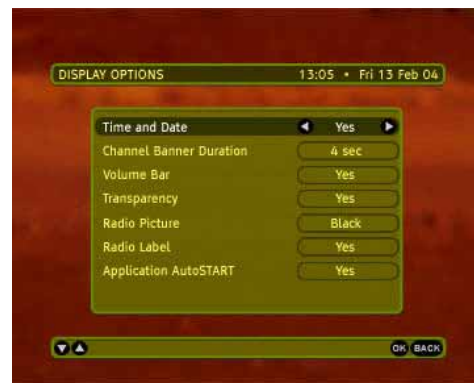 DISPLAY OPTIONS 13:05 • Fri 13 Feb 04
Time and Date Yes
Channel Banner Duration 4 sec
Volume Bar Yes
Transparency Yes
Radio Picture Black
Radio Label Yes
Application AutoSTART Yes
OK BACK